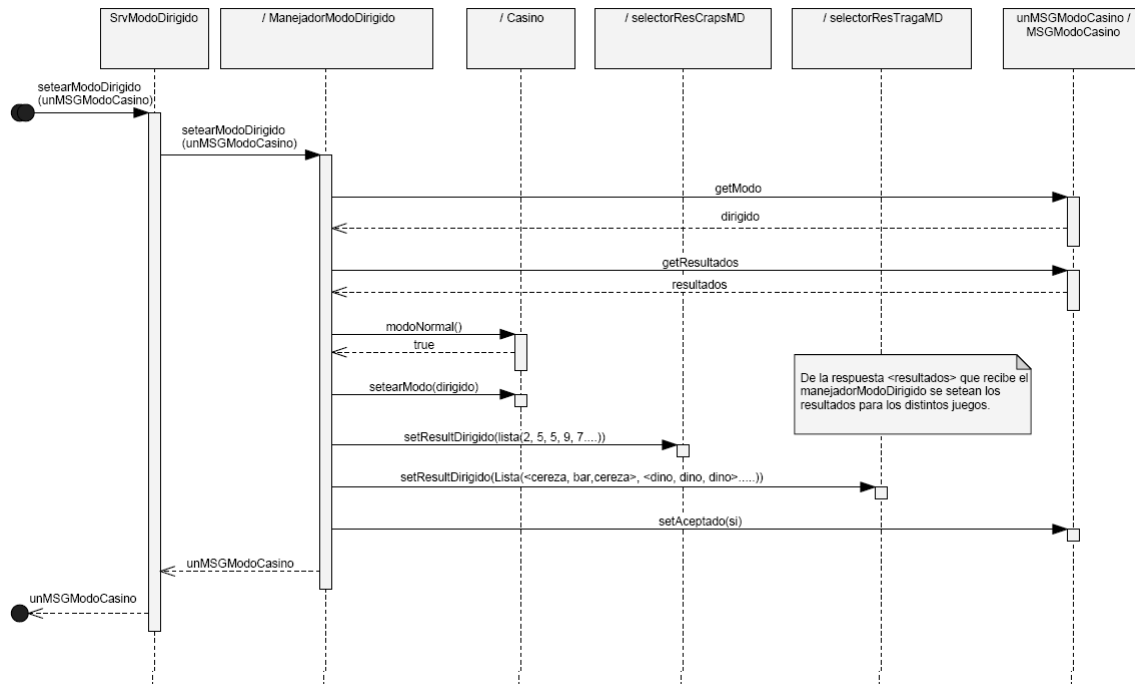 SrvModoDirigido
/ ManejadorModoDirigido
/ Casino
/ selectorResCrapsMD
/ selectorResTragaMD
unMSGModoCasino /
MSGModoCasino
setearModoDirigido
(unMSGModoCasino)
setearModoDirigido
(unMSGModoCasino)
getModo
dirigido
getResultados
resultados
modoNormal()
true
De la respuesta <resultados> que recibe el
manejadorModoDirigido se setean los
resultados para los distintos juegos.
setearModo(dirigido)
setResultDirigido(lista(2, 5, 5, 9, 7....))
setResultDirigido(Lista(<cereza, bar,cereza>, <dino, dino, dino>.....))
setAceptado(si)
unMSGModoCasino
unMSGModoCasino